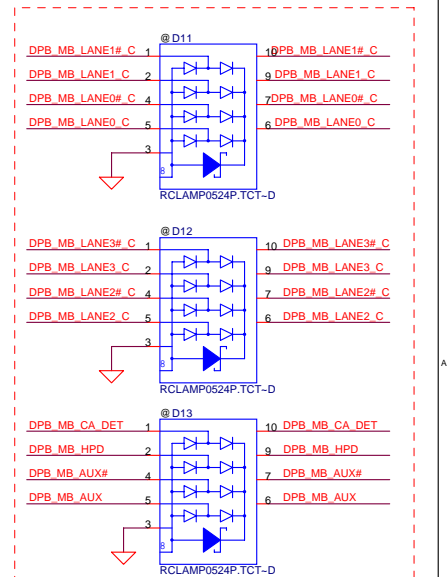 @ D11
DPB_MB_LANE1#_C 1 10 DPB_MB_LANE1#_C
DPB_MB_LANE1_C 2 9 DPB_MB_LANE1_C
DPB_MB_LANE0#_C 4 7 DPB_MB_LANE0#_C
DPB_MB_LANE0_C 5 6 DPB_MB_LANE0_C
3
8
RCLAMP0524P.TCT~D
@ D12
DPB_MB_LANE3#_C 1 10 DPB_MB_LANE3#_C
DPB_MB_LANE3_C 2 9 DPB_MB_LANE3_C
DPB_MB_LANE2#_C 4 7 DPB_MB_LANE2#_C
DPB_MB_LANE2_C 5 6 DPB_MB_LANE2_C
3
8
A
RCLAMP0524P.TCT~D
@ D13
DPB_MB_CA_DET 1 10 DPB_MB_CA_DET
DPB_MB_HPD 2 9 DPB_MB_HPD
DPB_MB_AUX# 4 7 DPB_MB_AUX#
DPB_MB_AUX 5 6 DPB_MB_AUX
3
8
RCLAMP0524P.TCT~D